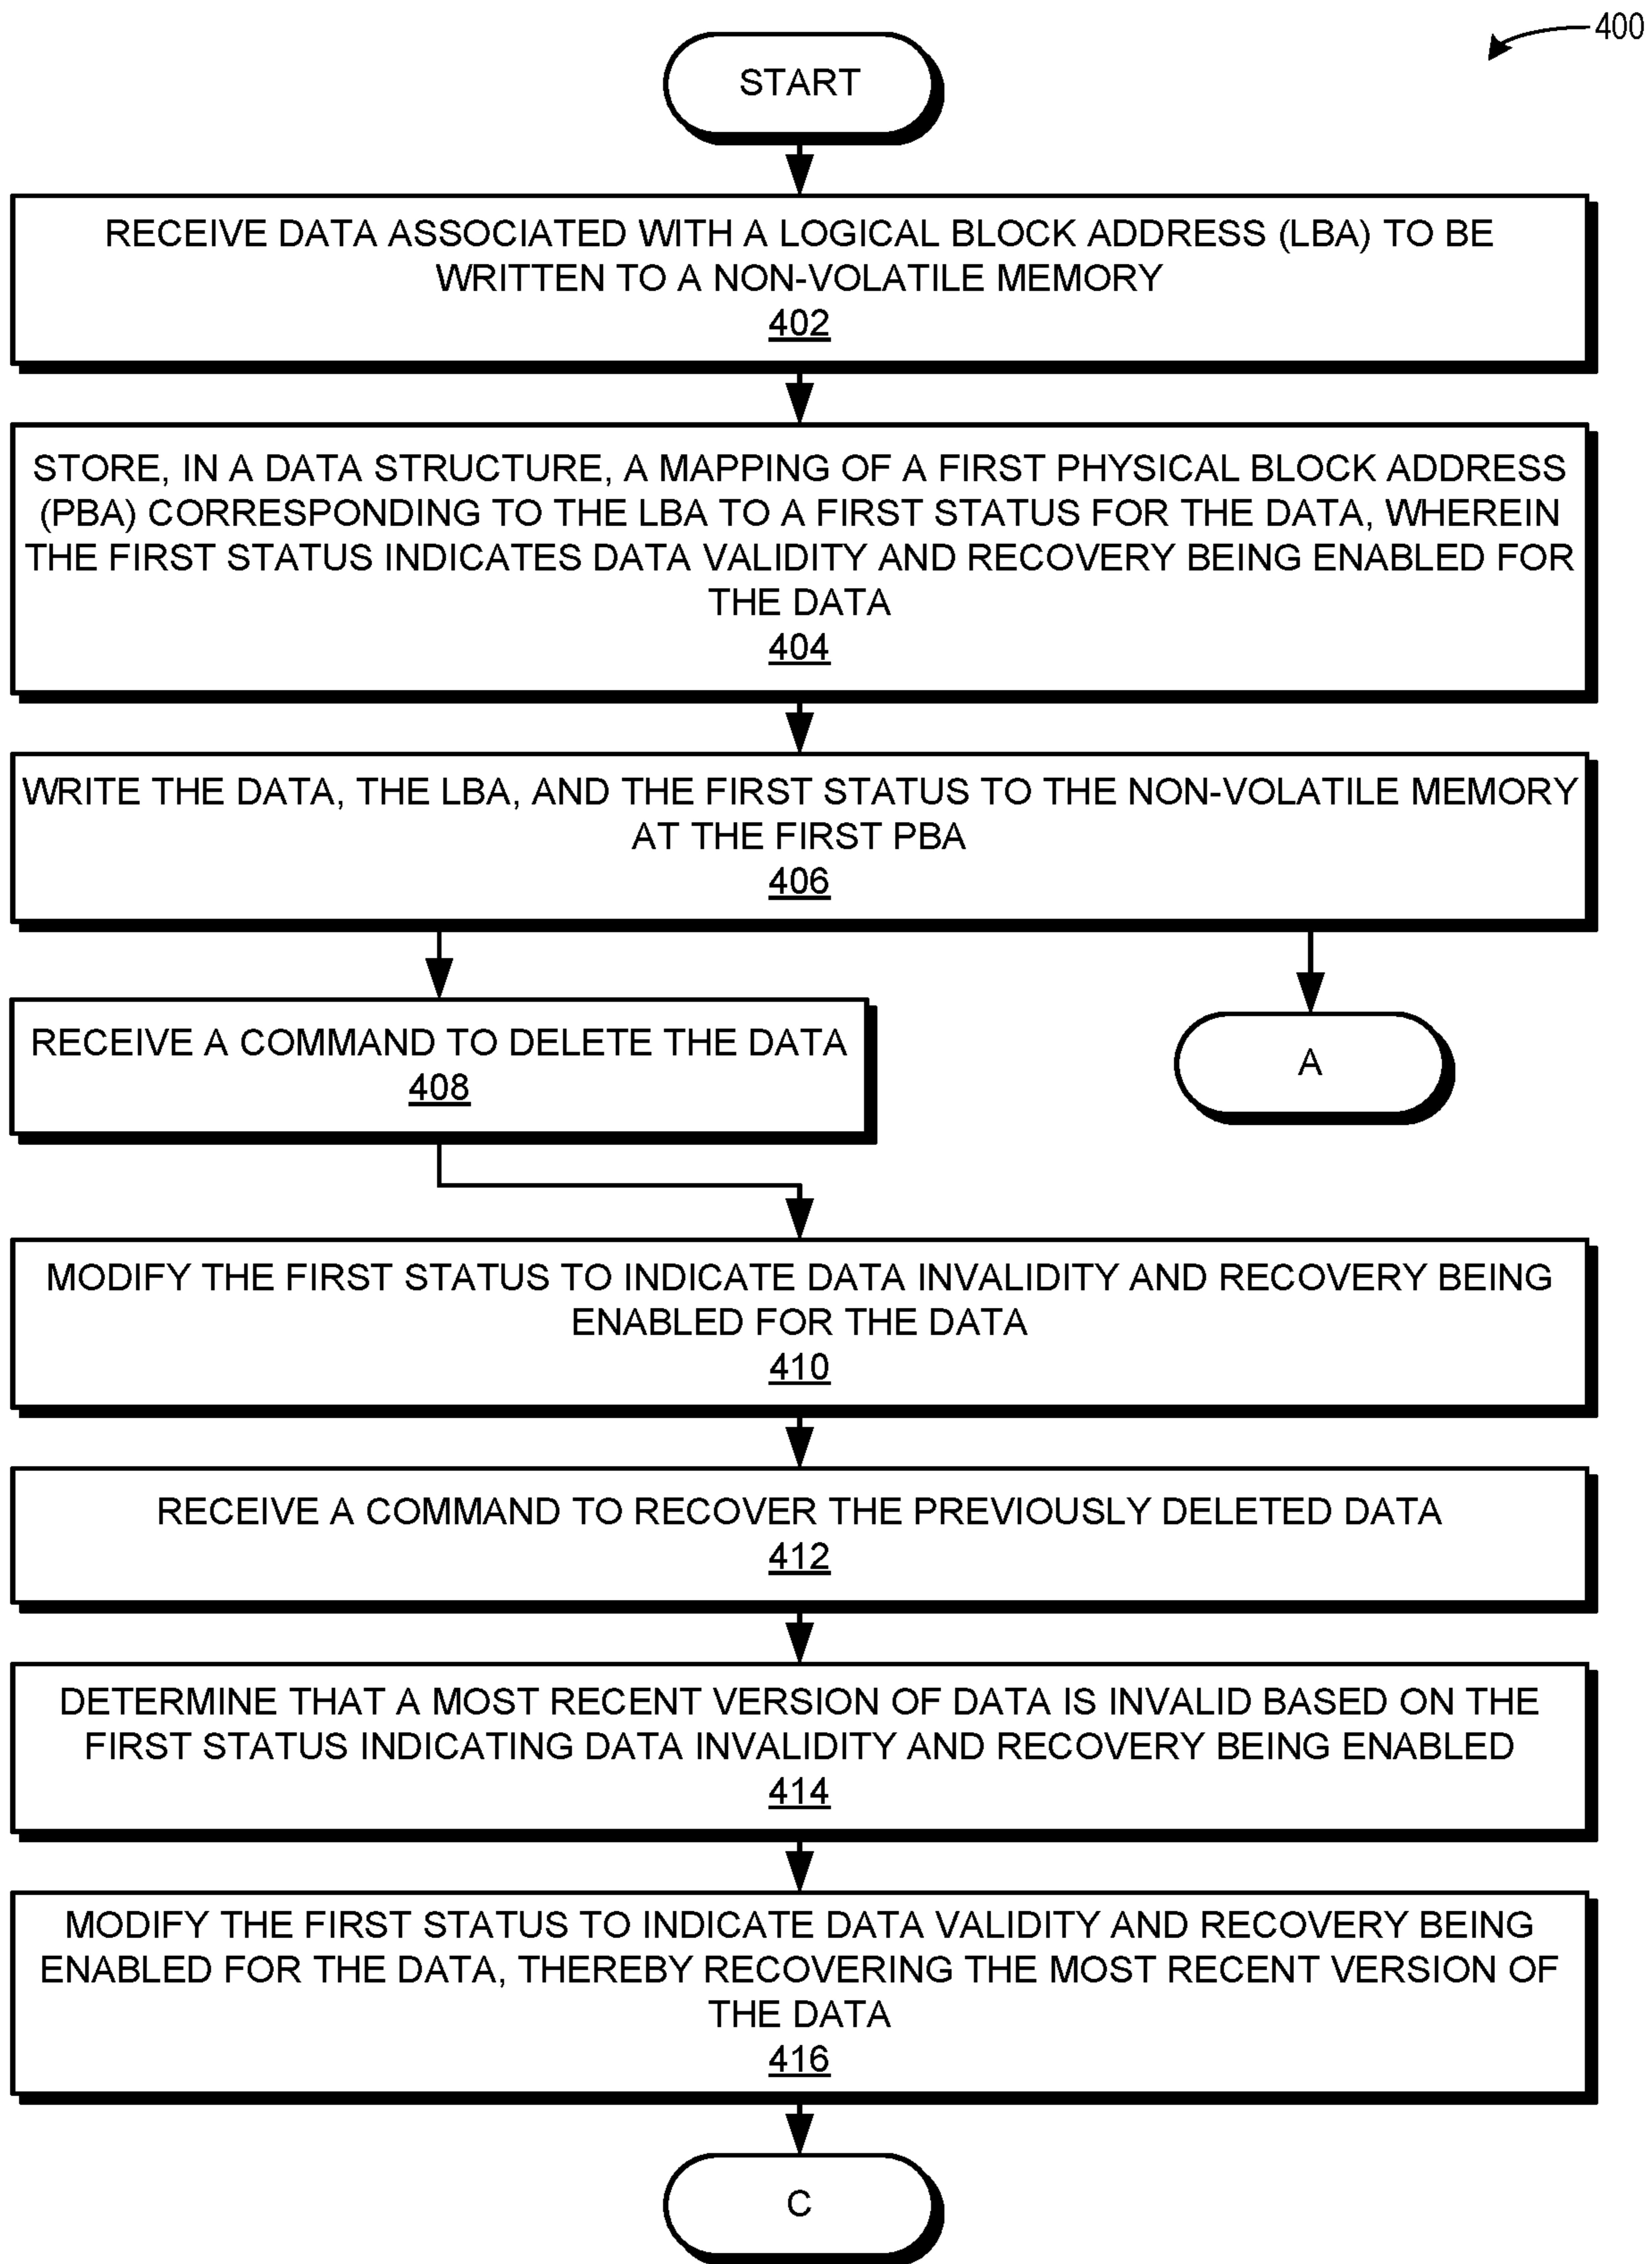 400
START
RECEIVE DATA ASSOCIATED WITH A LOGICAL BLOCK ADDRESS (LBA) TO BE
WRITTEN TO A NON-VOLATILE MEMORY
402
STORE, IN A DATA STRUCTURE, A MAPPING OF A FIRST PHYSICAL BLOCK ADDRESS
(PBA) CORRESPONDING TO THE LBA TO A FIRST STATUS FOR THE DATA, WHEREIN
THE FIRST STATUS INDICATES DATA VALIDITY AND RECOVERY BEING ENABLED FOR
THE DATA
404
WRITE THE DATA, THE LBA, AND THE FIRST STATUS TO THE NON-VOLATILE MEMORY
AT THE FIRST PBA
406
RECEIVE A COMMAND TO DELETE THE DATA
408
A
MODIFY THE FIRST STATUS TO INDICATE DATA INVALIDITY AND RECOVERY BEING
ENABLED FOR THE DATA
410
RECEIVE A COMMAND TO RECOVER THE PREVIOUSLY DELETED DATA
412
DETERMINE THAT A MOST RECENT VERSION OF DATA IS INVALID BASED ON THE
FIRST STATUS INDICATING DATA INVALIDITY AND RECOVERY BEING ENABLED
414
MODIFY THE FIRST STATUS TO INDICATE DATA VALIDITY AND RECOVERY BEING
ENABLED FOR THE DATA, THEREBY RECOVERING THE MOST RECENT VERSION OF
THE DATA
416
C